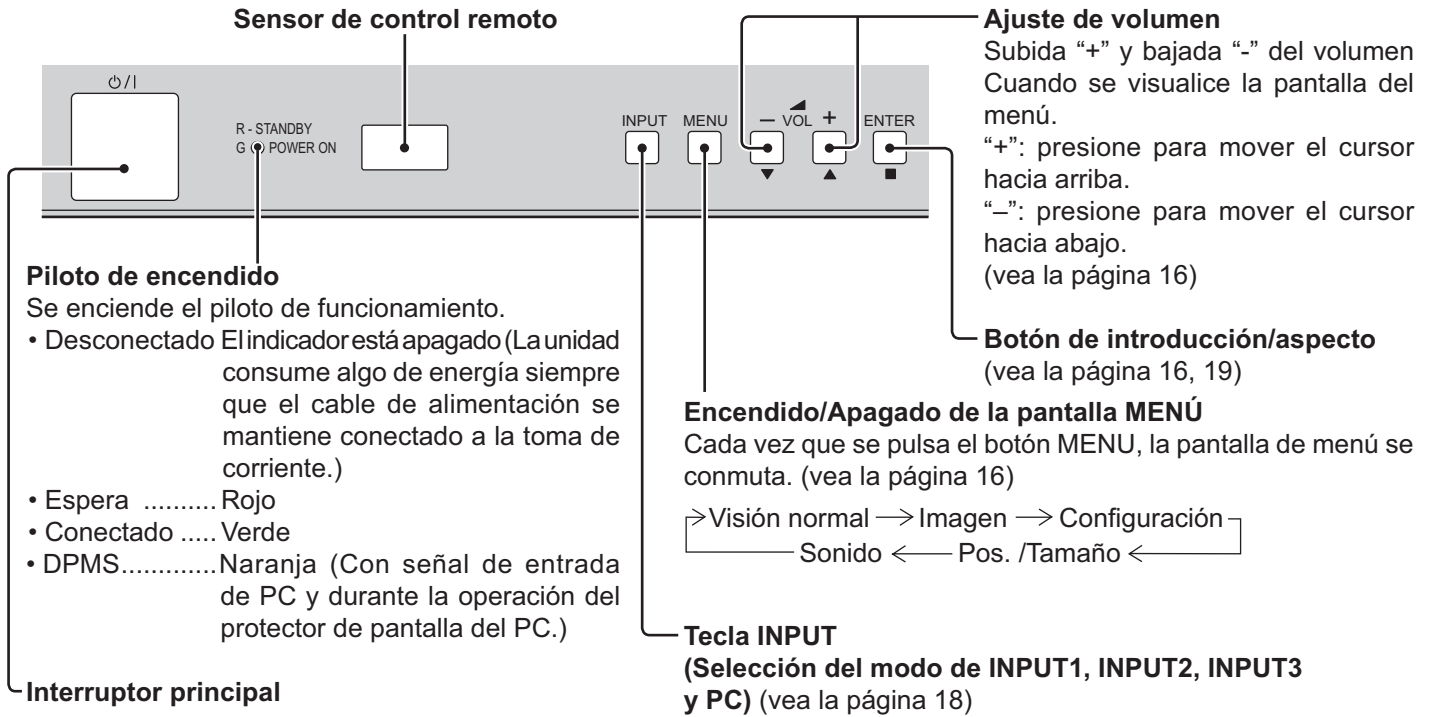 Sensor de control remoto
⏻/I
R - STANDBY
G POWER ON
INPUT MENU — VOL + ENTER
Ajuste de volumen
Subida “+” y bajada “-” del volumen
Cuando se visualice la pantalla del
menú.
“+”: presione para mover el cursor
hacia arriba.
“–”: presione para mover el cursor
hacia abajo.
(vea la página 16)
Botón de introducción/aspecto
(vea la página 16, 19)
Piloto de encendido
Se enciende el piloto de funcionamiento.
• Desconectado El indicador está apagado (La unidad
consume algo de energía siempre
que el cable de alimentación se
mantiene conectado a la toma de
corriente.)
• Espera .......... Rojo
• Conectado ..... Verde
• DPMS.............Naranja (Con señal de entrada
de PC y durante la operación del
protector de pantalla del PC.)
Interruptor principal
Encendido/Apagado de la pantalla MENÚ
Cada vez que se pulsa el botón MENU, la pantalla de menú se
conmuta. (vea la página 16)
Visión normal Imagen Configuración
Sonido Pos. /Tamaño
Tecla INPUT
(Selección del modo de INPUT1, INPUT2, INPUT3
y PC) (vea la página 18)